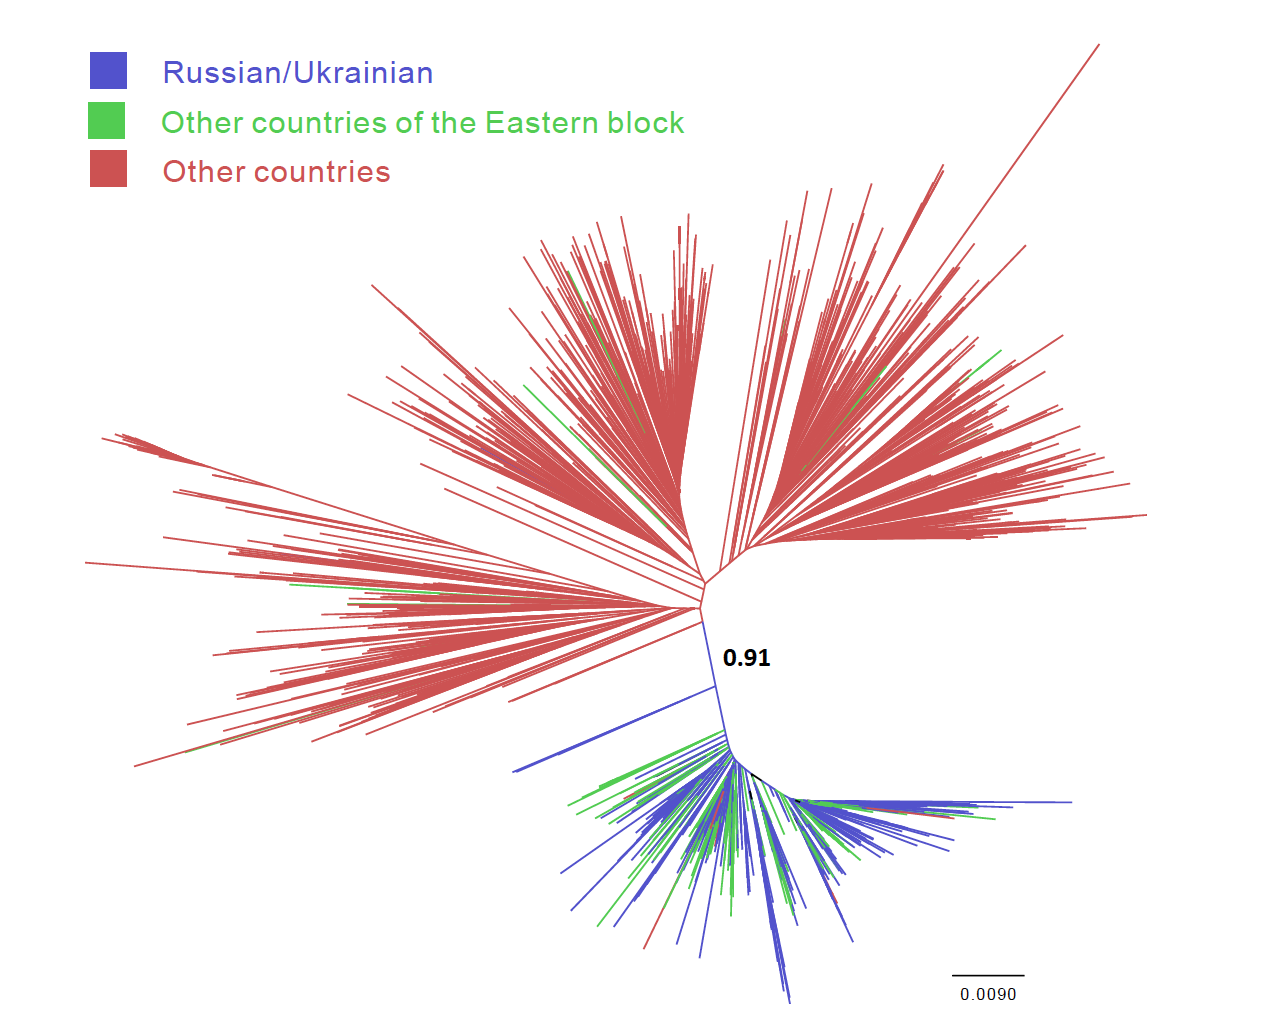 Russian/Ukrainian
Other countries of the Eastern block
Other countries
0.91
0.0090